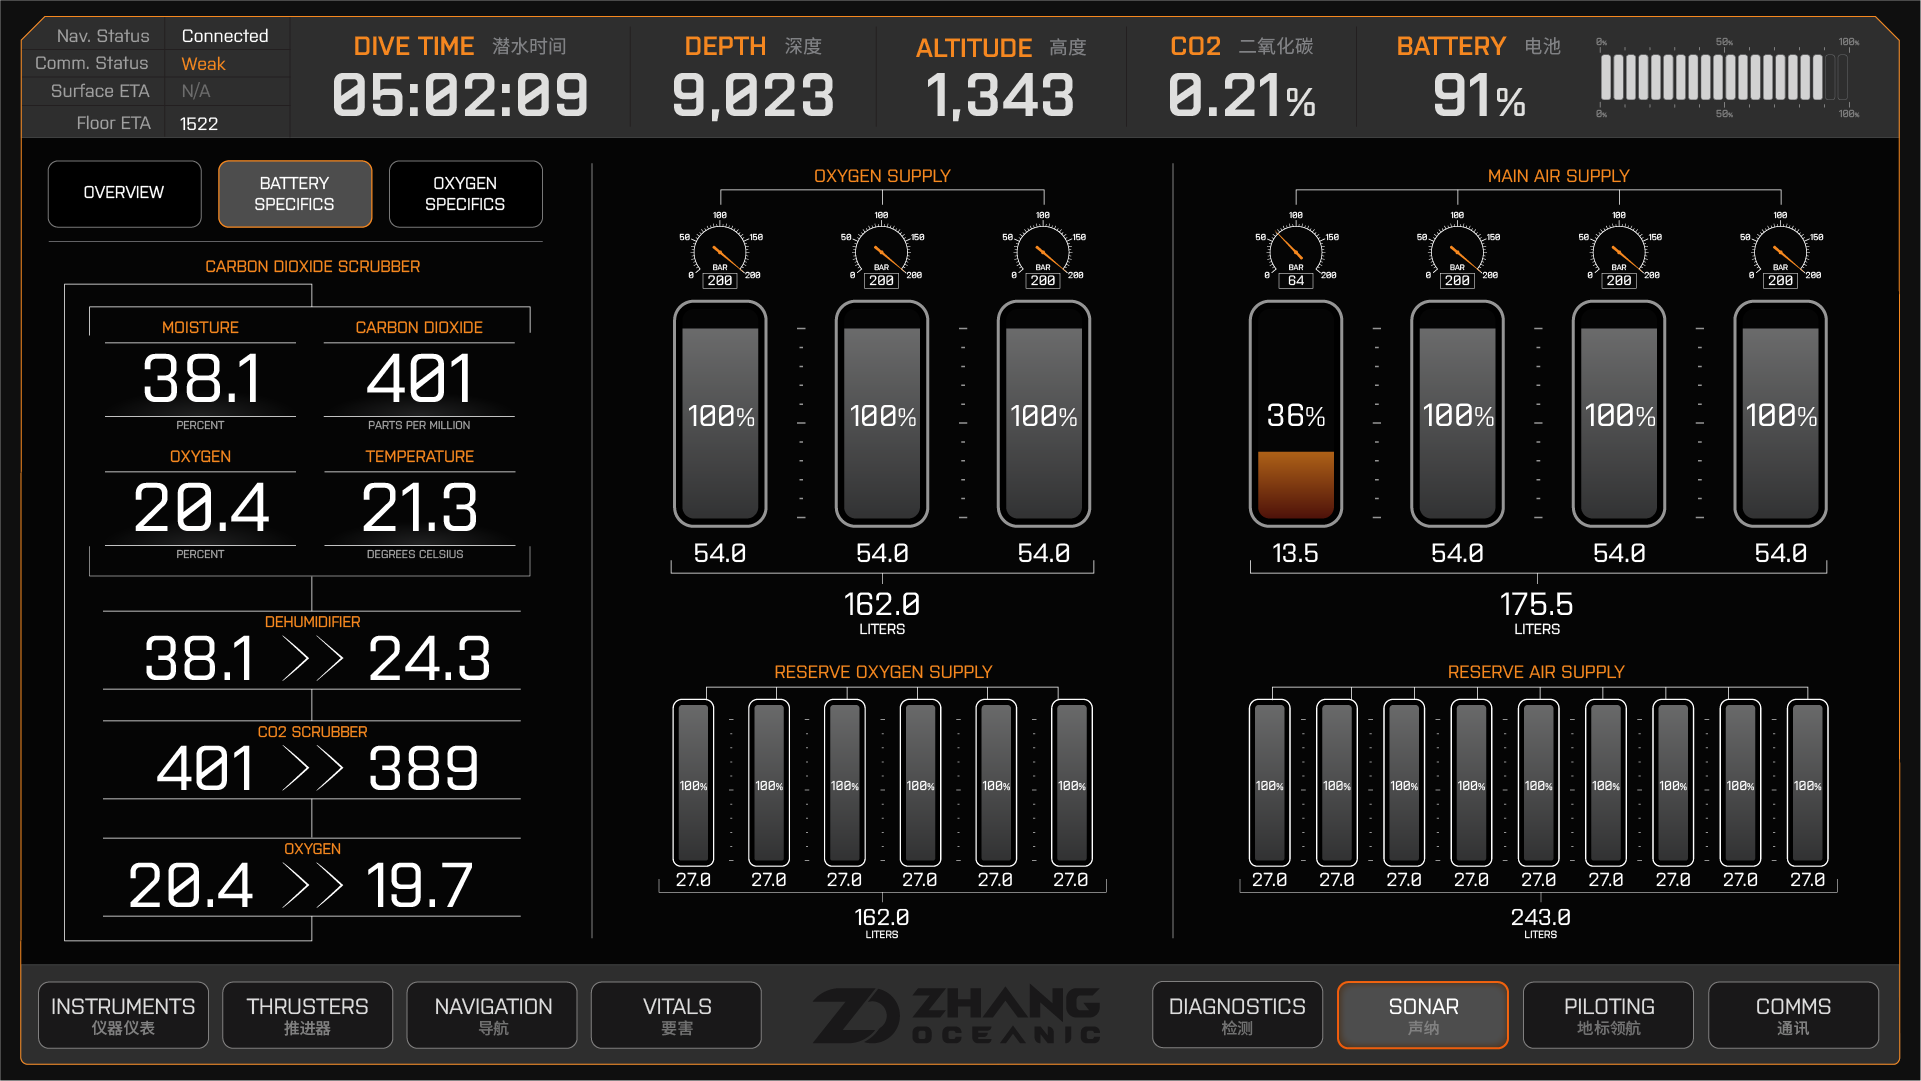 Nav. Status Connected
Comm. Status Weak
Surface ETA N/A
Floor ETA 1522
DIVE TIME 潜水时间
05:02:09
DEPTH 深度
9,023
ALTITUDE 高度
1,343
CO2 二氧化碳
0.21%
BATTERY 电池
91%
0% 50% 100%
0% 50% 100%
OVERVIEW
BATTERY
SPECIFICS
OXYGEN
SPECIFICS
CARBON DIOXIDE SCRUBBER
MOISTURE
38.1
PERCENT
CARBON DIOXIDE
401
PARTS PER MILLION
OXYGEN
20.4
PERCENT
TEMPERATURE
21.3
DEGREES CELSIUS
DEHUMIDIFIER
38.1 24.3
CO2 SCRUBBER
401 389
OXYGEN
20.4 19.7
OXYGEN SUPPLY
100 100 100
50 150 50 150 50 150
BAR BAR BAR
0 200 0 200 0 200
200 200 200
100% 100% 100%
54.0 54.0 54.0
162.0
LITERS
RESERVE OXYGEN SUPPLY
100% 100% 100% 100% 100% 100%
27.0 27.0 27.0 27.0 27.0 27.0
162.0
LITERS
MAIN AIR SUPPLY
100 100 100 100
50 150 50 150 50 150 50 150
BAR BAR BAR BAR
0 200 0 200 0 200 0 200
64 200 200 200
36% 100% 100% 100%
13.5 54.0 54.0 54.0
175.5
LITERS
RESERVE AIR SUPPLY
100% 100% 100% 100% 100% 100% 100% 100% 100%
27.0 27.0 27.0 27.0 27.0 27.0 27.0 27.0 27.0
243.0
LITERS
INSTRUMENTS
仪器仪表
THRUSTERS
推进器
NAVIGATION
导航
VITALS
要害
ZHANG
OCEANIC
DIAGNOSTICS
检测
SONAR
声纳
PILOTING
地标领航
COMMS
通讯